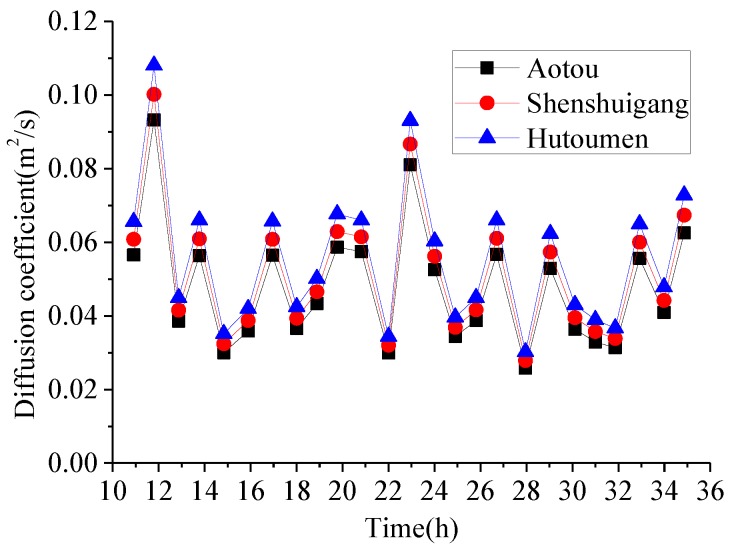 0.12
0.10
0.08
0.06
0.04
0.02
0.00
Diffusion coefficient(m²/s)
Aotou
Shenshuigang
Hutoumen
10 12 14 16 18 20 22 24 26 28 30 32 34 36
Time(h)